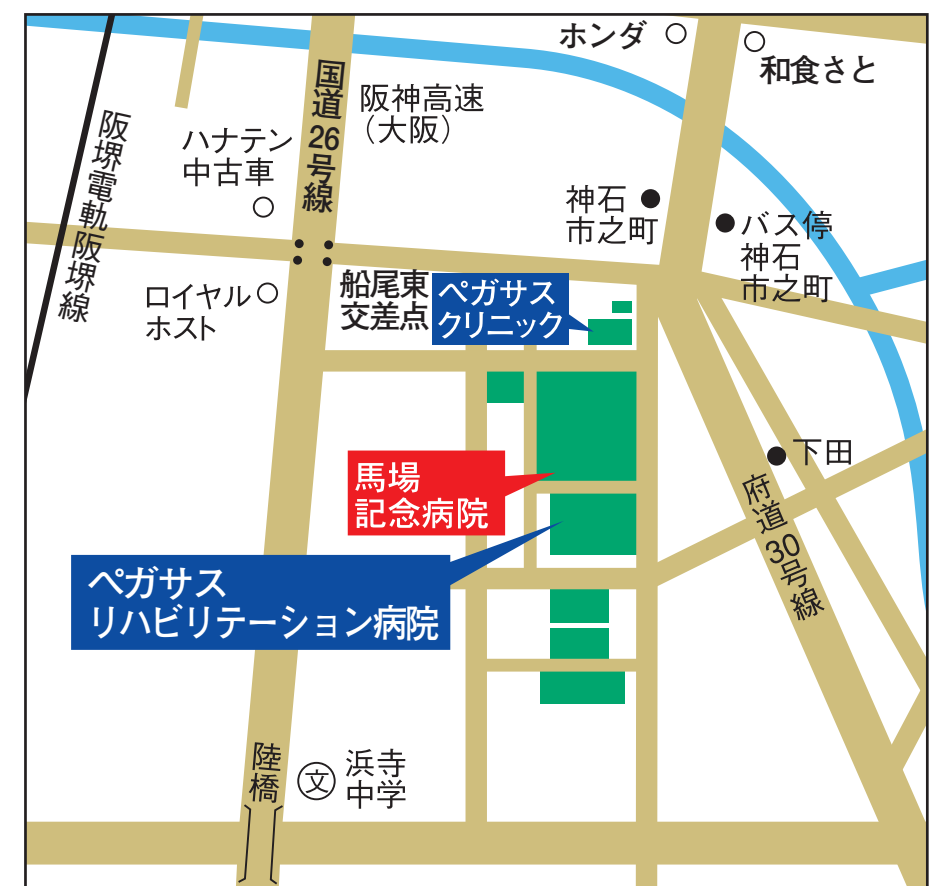 ホンダ
和食さと
国道26号線
阪神高速
（大阪）
阪堺電軌阪堺線
ハナテン
中古車
神石
市之町
バス停
神石
市之町
ロイヤル
ホスト
船尾東
交差点
ペガサス
クリニック
下田
馬場
記念病院
府道30号線
ペガサス
リハビリテーション病院
陸橋
文
浜寺
中学